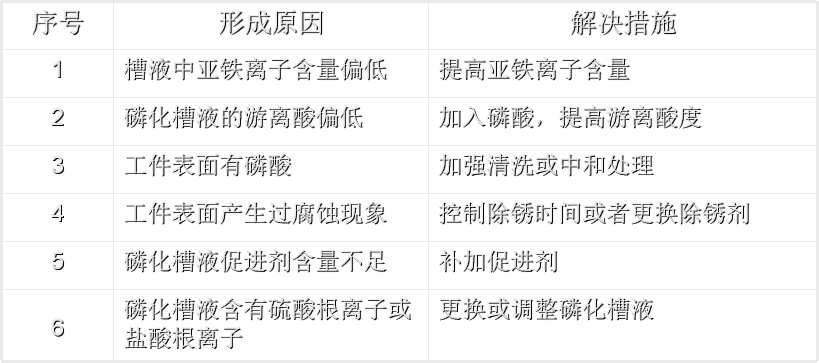 序号 形成原因 解决措施
1 槽液中亚铁离子含量偏低 提高亚铁离子含量
2 磷化槽液的游离酸偏低 加入磷酸，提高游离酸度
3 工件表面有磷酸 加强清洗或中和处理
4 工件表面产生过腐蚀现象 控制除锈时间或者更换除锈剂
5 磷化槽液促进剂含量不足 补加促进剂
6 磷化槽液含有硫酸根离子或 更换或调整磷化槽液
盐酸根离子